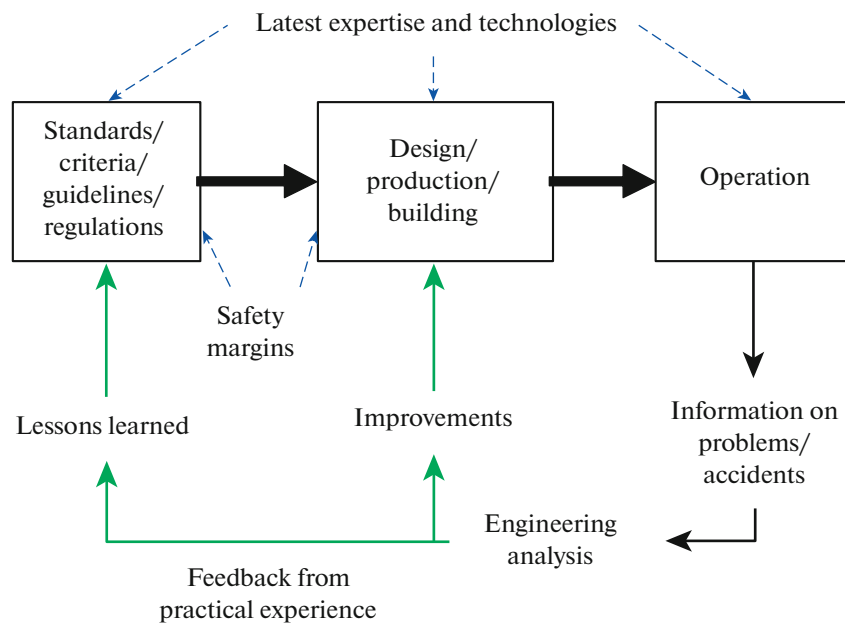 Latest expertise and technologies
Standards/
criteria/
guidelines/
regulations
Design/
production/
building
Operation
Safety
margins
Lessons learned
Improvements
Information on
problems/
accidents
Engineering
analysis
Feedback from
practical experience